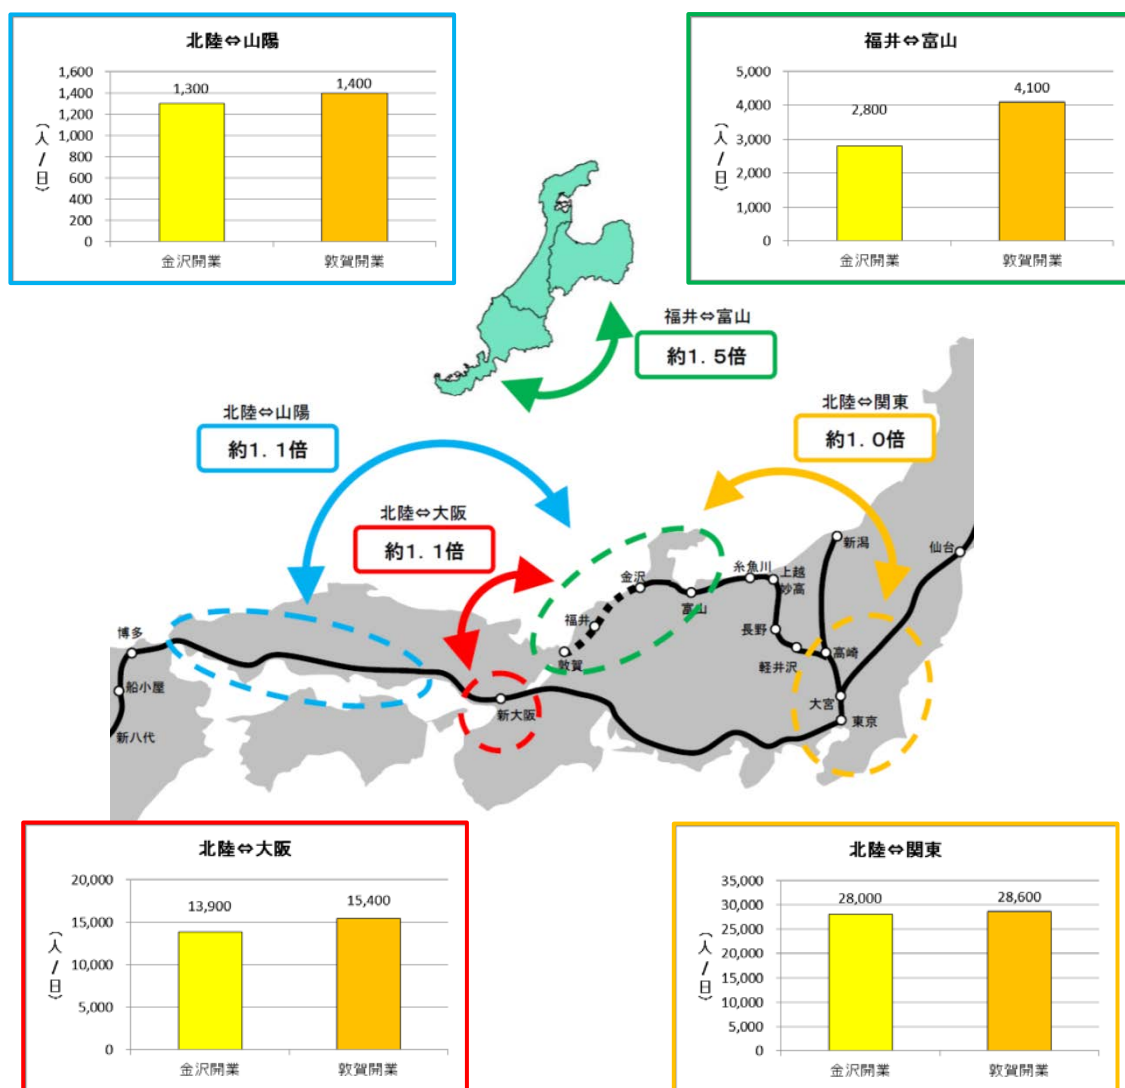 北陸⇔山陽
1,600
1,400
1,200
1,000
800
600
400
200
0
(人/日)
1,300
1,400
金沢開業
敦賀開業
福井⇔富山
5,000
4,000
3,000
2,000
1,000
0
(人/日)
2,800
4,100
金沢開業
敦賀開業
福井⇔富山
約1.5倍
北陸⇔山陽
約1.1倍
北陸⇔関東
約1.0倍
北陸⇔大阪
約1.1倍
新潟
仙台
金沢
糸魚川
上越
妙高
富山
福井
長野
博多
敦賀
軽井沢
高崎
船小屋
新大阪
大宮
東京
新八代
北陸⇔大阪
20,000
15,000
10,000
5,000
0
(人/日)
13,900
15,400
金沢開業
敦賀開業
北陸⇔関東
35,000
30,000
25,000
20,000
15,000
10,000
5,000
0
(人/日)
28,000
28,600
金沢開業
敦賀開業